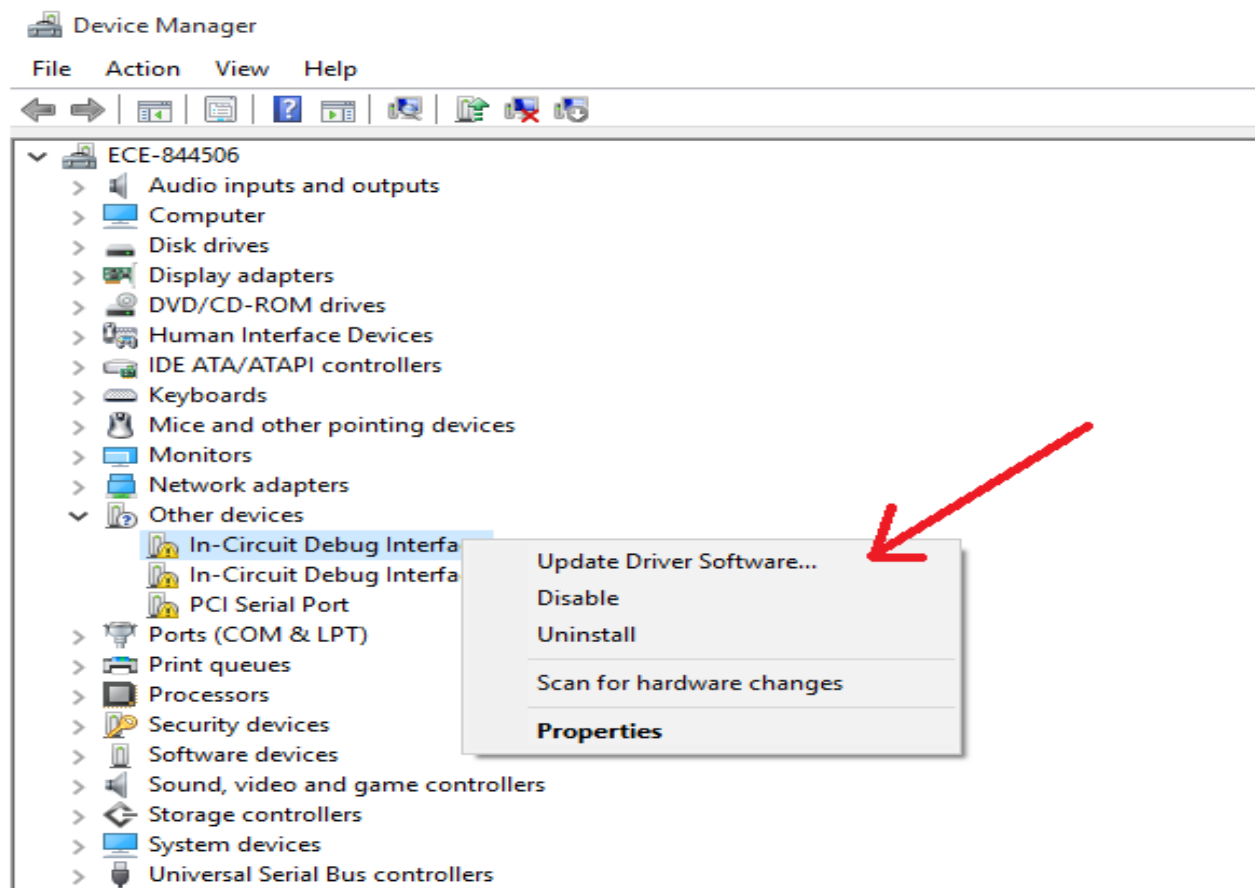 Device Manager
File Action View Help
ECE-844506
Audio inputs and outputs
Computer
Disk drives
Display adapters
DVD/CD-ROM drives
Human Interface Devices
IDE ATA/ATAPI controllers
Keyboards
Mice and other pointing devices
Monitors
Network adapters
Other devices
In-Circuit Debug Interfa
In-Circuit Debug Interfa
PCI Serial Port
Ports (COM & LPT)
Print queues
Processors
Security devices
Software devices
Sound, video and game controllers
Storage controllers
System devices
Universal Serial Bus controllers
Update Driver Software...
Disable
Uninstall
Scan for hardware changes
Properties